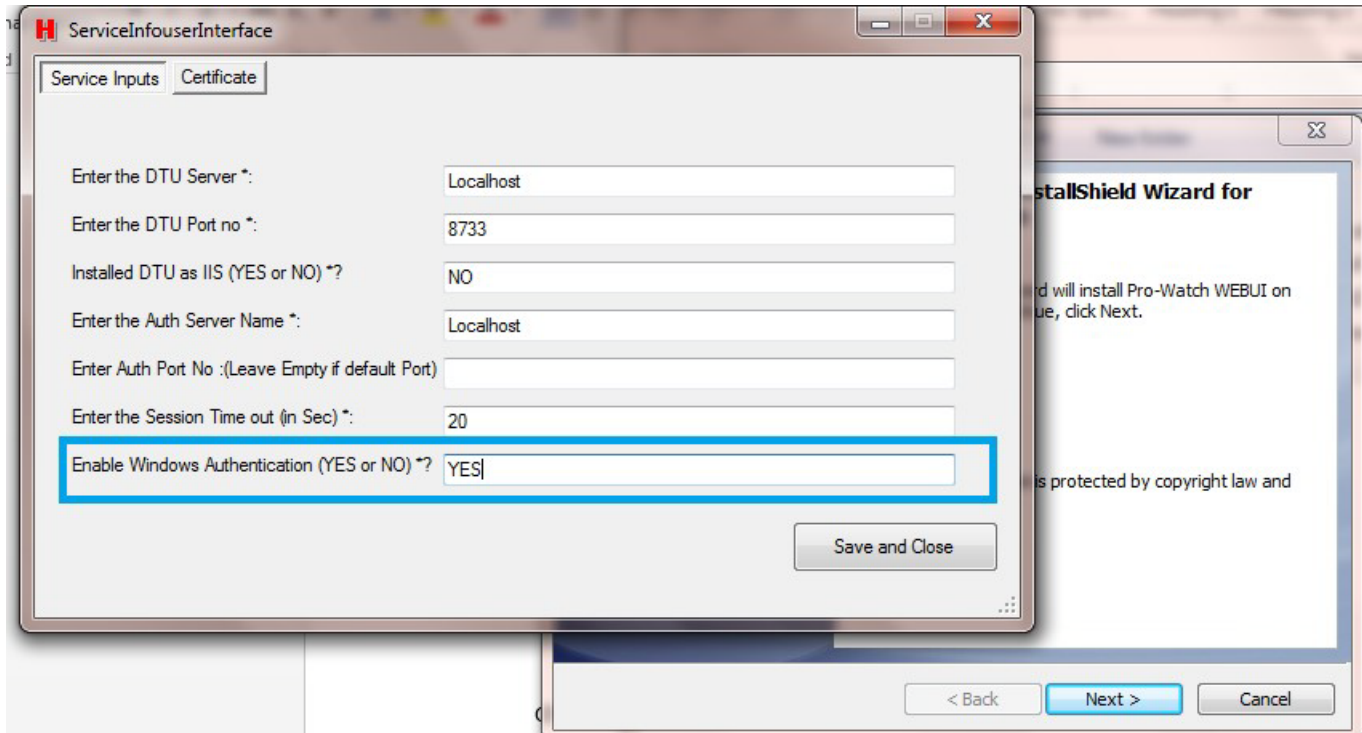 H ServiceInfouserInterface
Service Inputs Certificate
Enter the DTU Server *: Localhost
Enter the DTU Port no *: 8733
Installed DTU as IIS (YES or NO) *? NO
Enter the Auth Server Name *: Localhost
Enter Auth Port No :(Leave Empty if default Port)
Enter the Session Time out (in Sec) *: 20
Enable Windows Authentication (YES or NO) *? YES
Save and Close
Wizard for
will install Pro-Watch WEBUI on
click Next.
is protected by copyright law and
< Back Next > Cancel